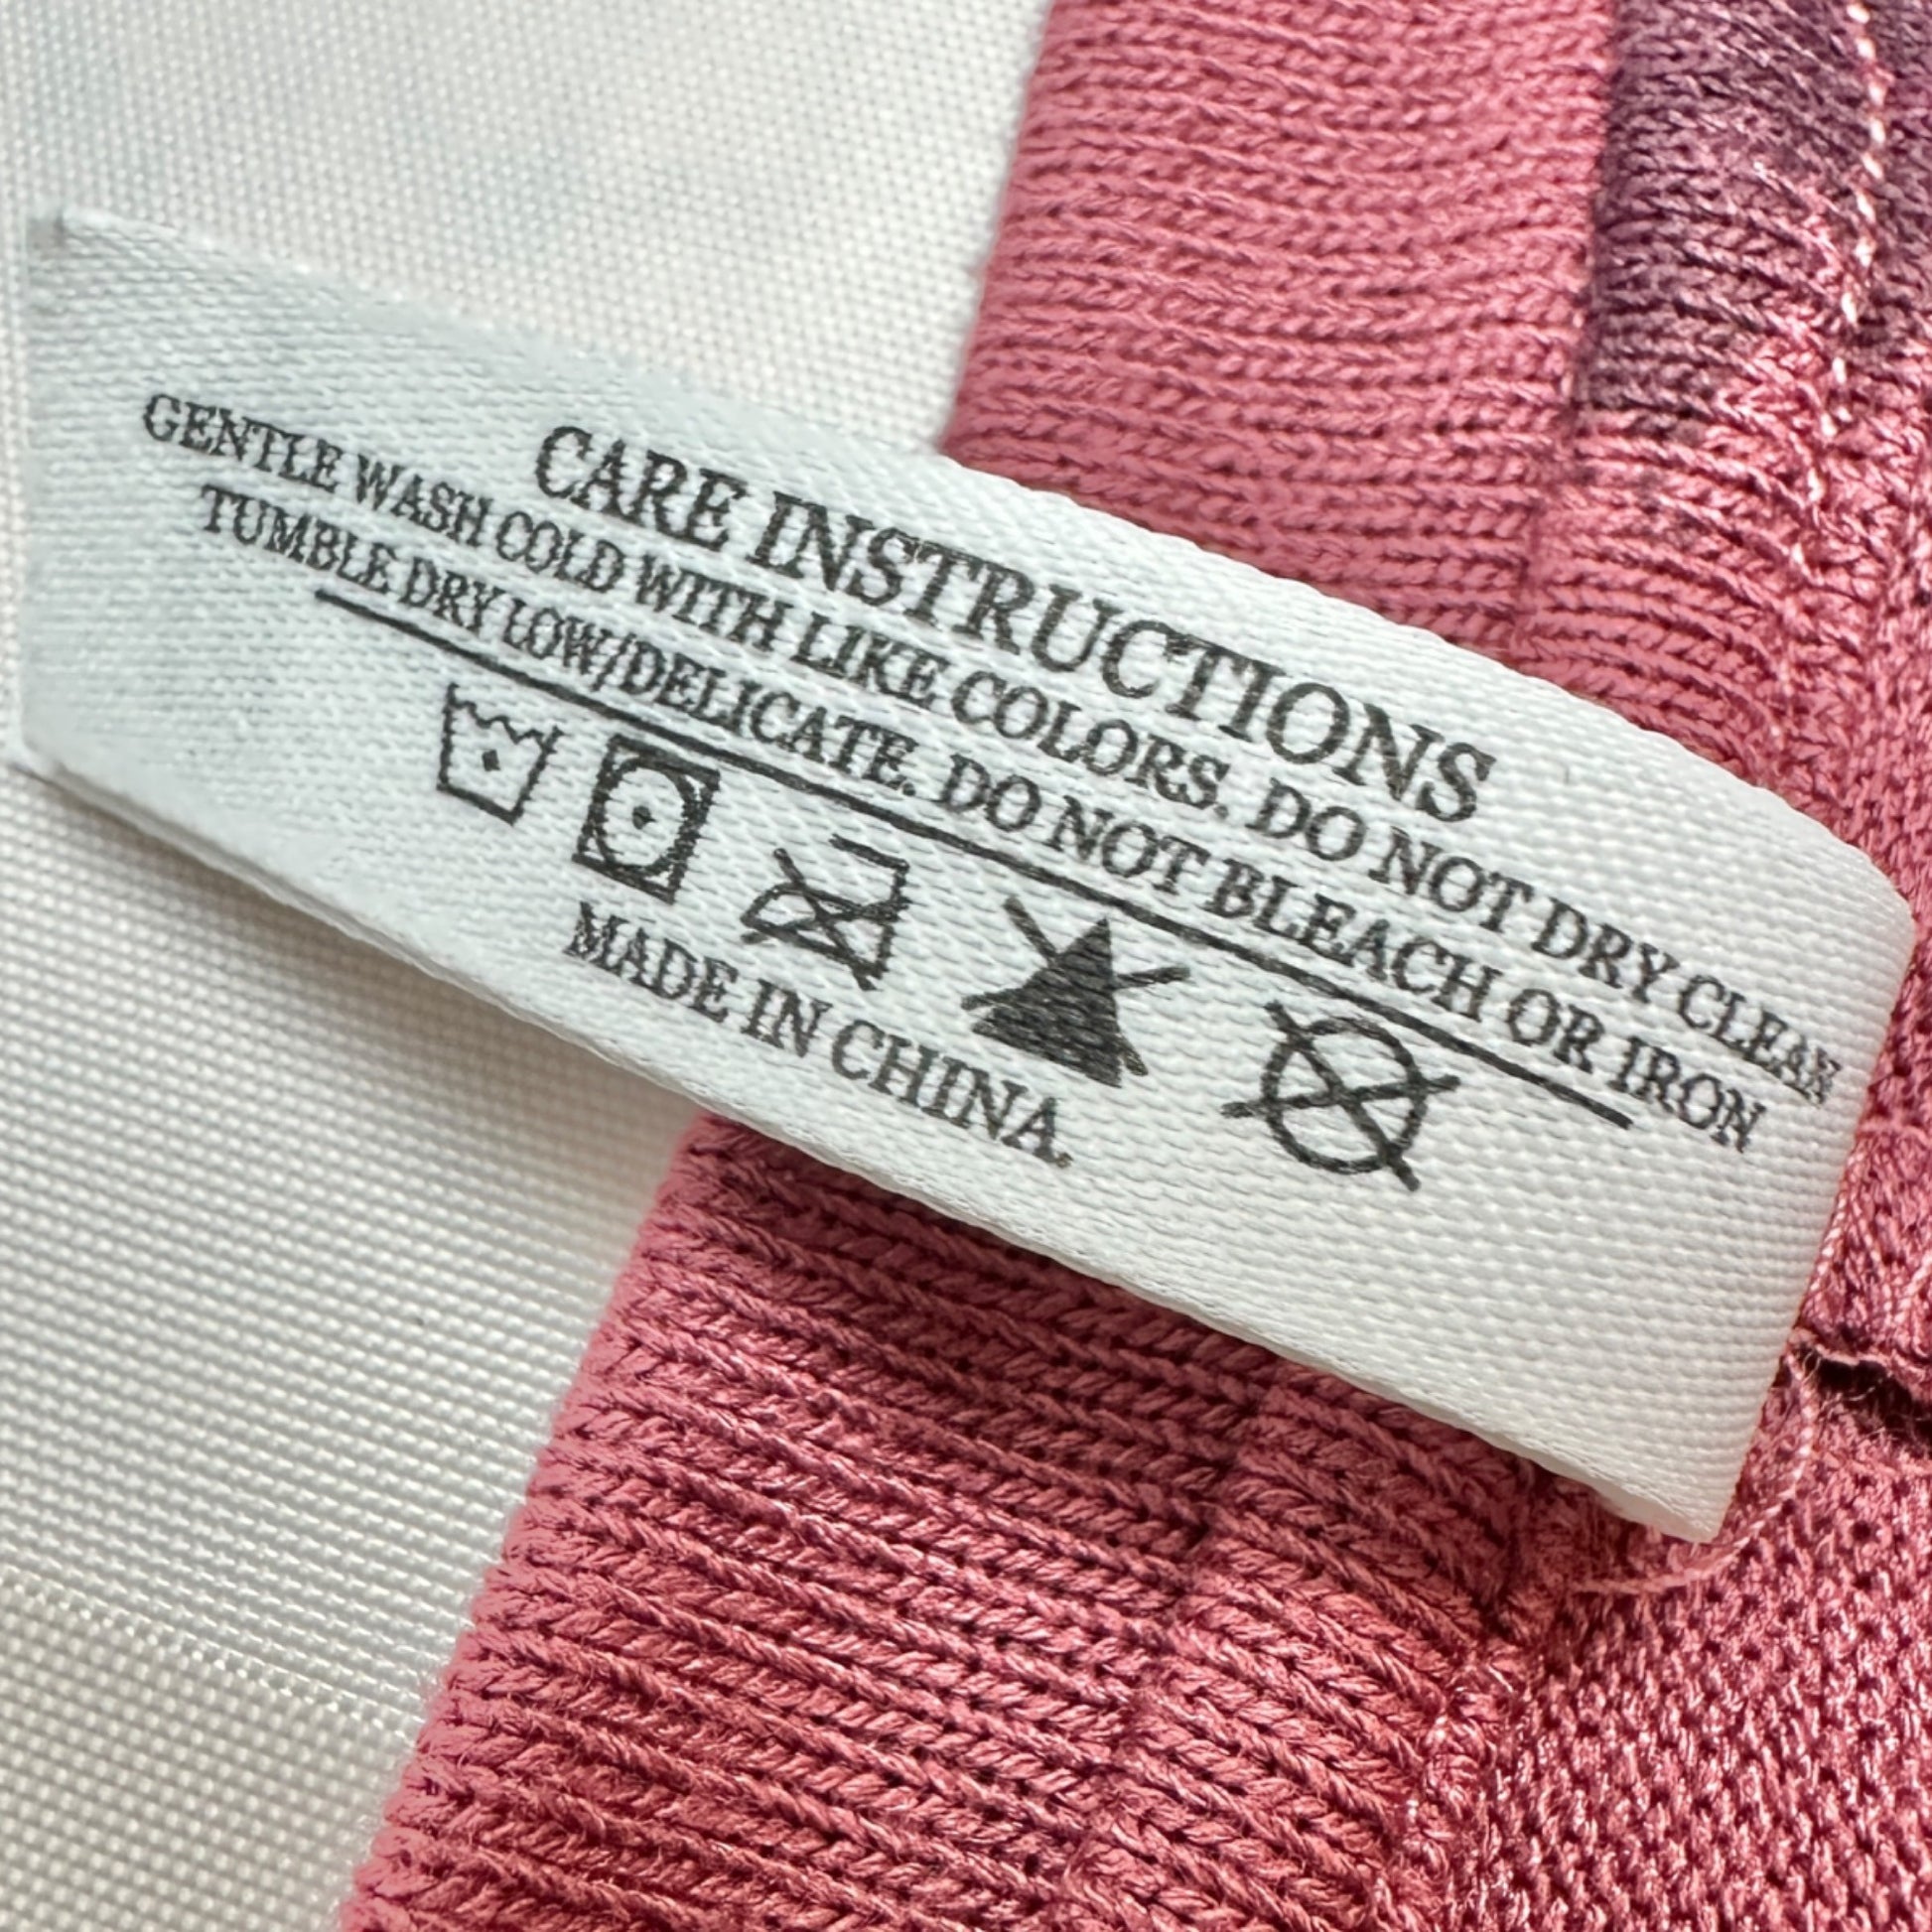 CARE INSTRUCTIONS
GENTLE WASH COLD WITH LIKE COLORS. DO NOT DRY CLEAN
TUMBLE DRY LOW/DELICATE. DO NOT BLEACH OR IRON
MADE IN CHINA.